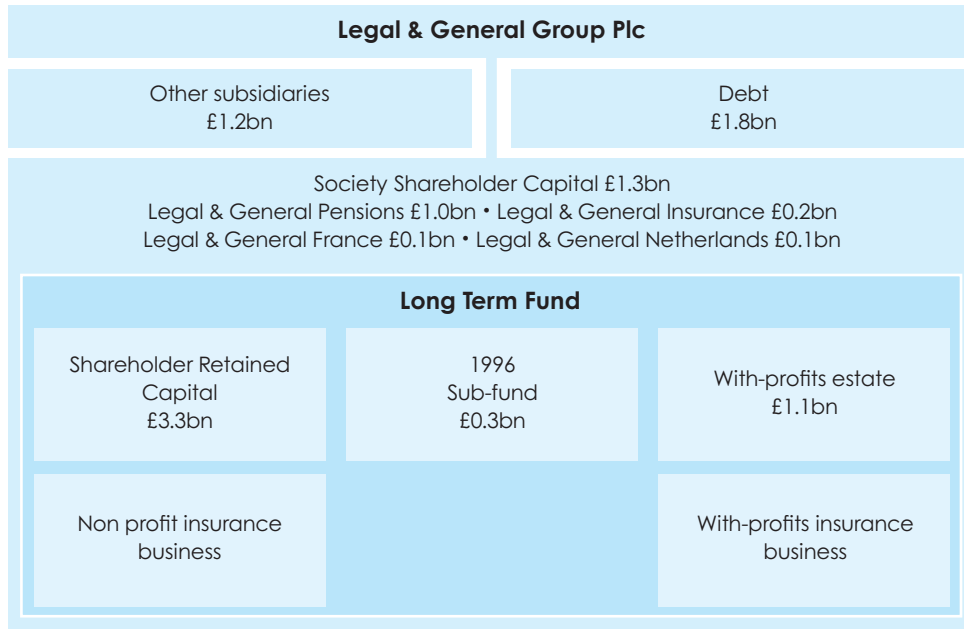 Legal & General Group Plc
Other subsidiaries
£1.2bn
Debt
£1.8bn
Society Shareholder Capital £1.3bn
Legal & General Pensions £1.0bn • Legal & General Insurance £0.2bn
Legal & General France £0.1bn • Legal & General Netherlands £0.1bn
Long Term Fund
Shareholder Retained
Capital
£3.3bn
1996
Sub-fund
£0.3bn
With-profits estate
£1.1bn
Non profit insurance
business
With-profits insurance
business